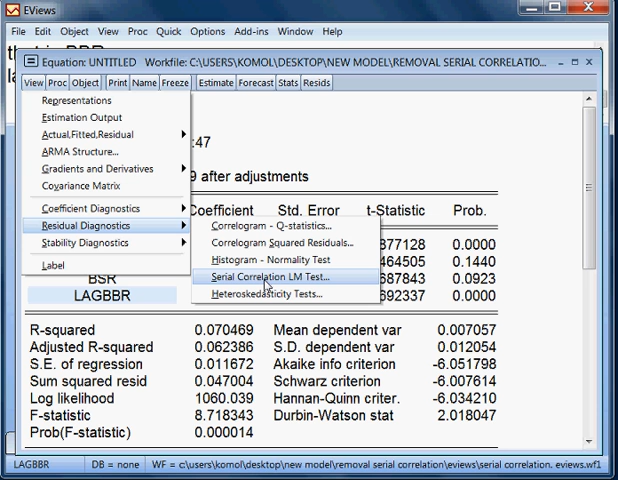 EViews
File Edit Object View Proc Quick Options Add-ins Window Help
Equation: UNTITLED Workfile: C:\USERS\KOMOL\DESKTOP\NEW MODEL\REMOVAL SERIAL CORRELATIO...
View Proc Object Print Name Freeze Estimate Forecast Stats Resids
Representations
Estimation Output
Actual,Fitted,Residual
:47
ARMA Structure...
Gradients and Derivatives
9 after adjustments
Covariance Matrix
Coefficient Diagnostics
Coefficient Std. Error t-Statistic Prob.
Residual Diagnostics
Correlogram - Q-statistics...
Stability Diagnostics
Correlogram Squared Residuals...
877128 0.0000
Histogram - Normality Test
464505 0.1440
Label
BSR
Serial Correlation LM Test...
687843 0.0923
LAGBBR
Heteroskedasticity Tests...
692337 0.0000
R-squared 0.070469 Mean dependent var 0.007057
Adjusted R-squared 0.062386 S.D. dependent var 0.012054
S.E. of regression 0.011672 Akaike info criterion -6.051798
Sum squared resid 0.047004 Schwarz criterion -6.007614
Log likelihood 1060.039 Hannan-Quinn criter. -6.034210
F-statistic 8.718343 Durbin-Watson stat 2.018047
Prob(F-statistic) 0.000014
LAGBBR DB = none WF = c:\users\komol\desktop\new model\removal serial correlation\eviews\serial correlation. eviews.wf1